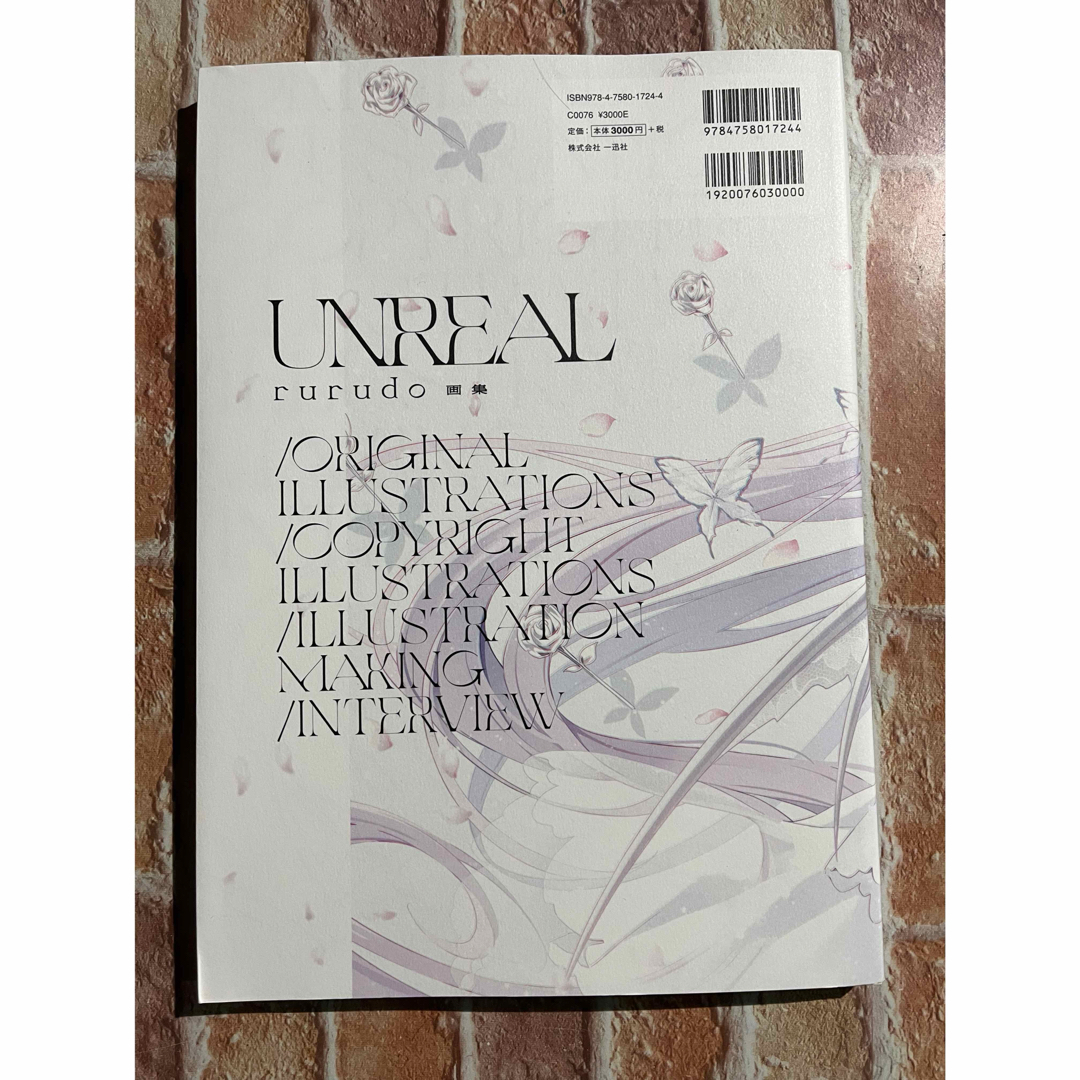 ISBN978-4-7580-1724-4
C0076 ¥3000E
定価：本体3000円+税
株式会社 一迅社
9784758017244
1920076030000
UNREAL
rurudo 画集
/ORIGINAL
ILLUSTRATIONS
/COPYRIGHT
ILLUSTRATIONS
/ILLUSTRATION
MAKING
/INTERVIEW